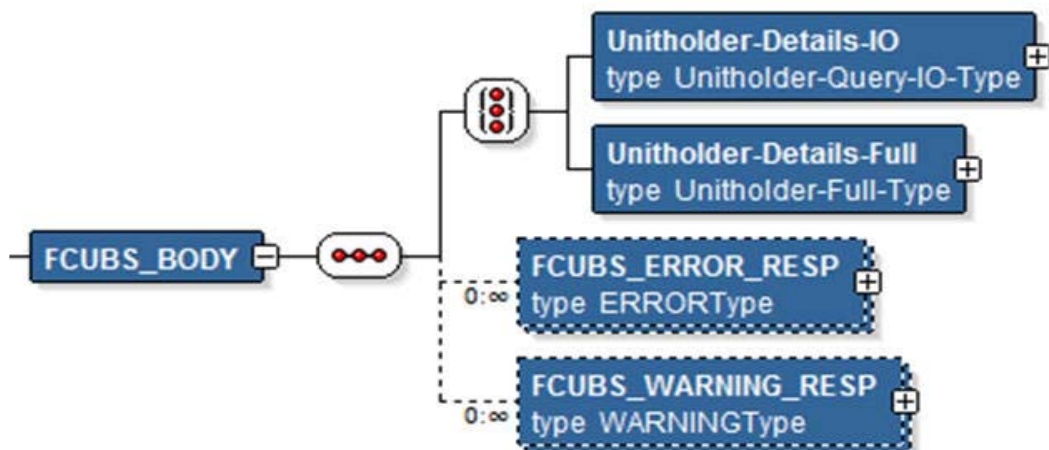 Unitholder-Details-IO
type Unitholder-Query-IO-Type
Unitholder-Details-Full
type Unitholder-Full-Type
FCUBS_BODY
FCUBS_ERROR_RESP
0:∞
type ERRORType
FCUBS_WARNING_RESP
0:∞
type WARNINGType